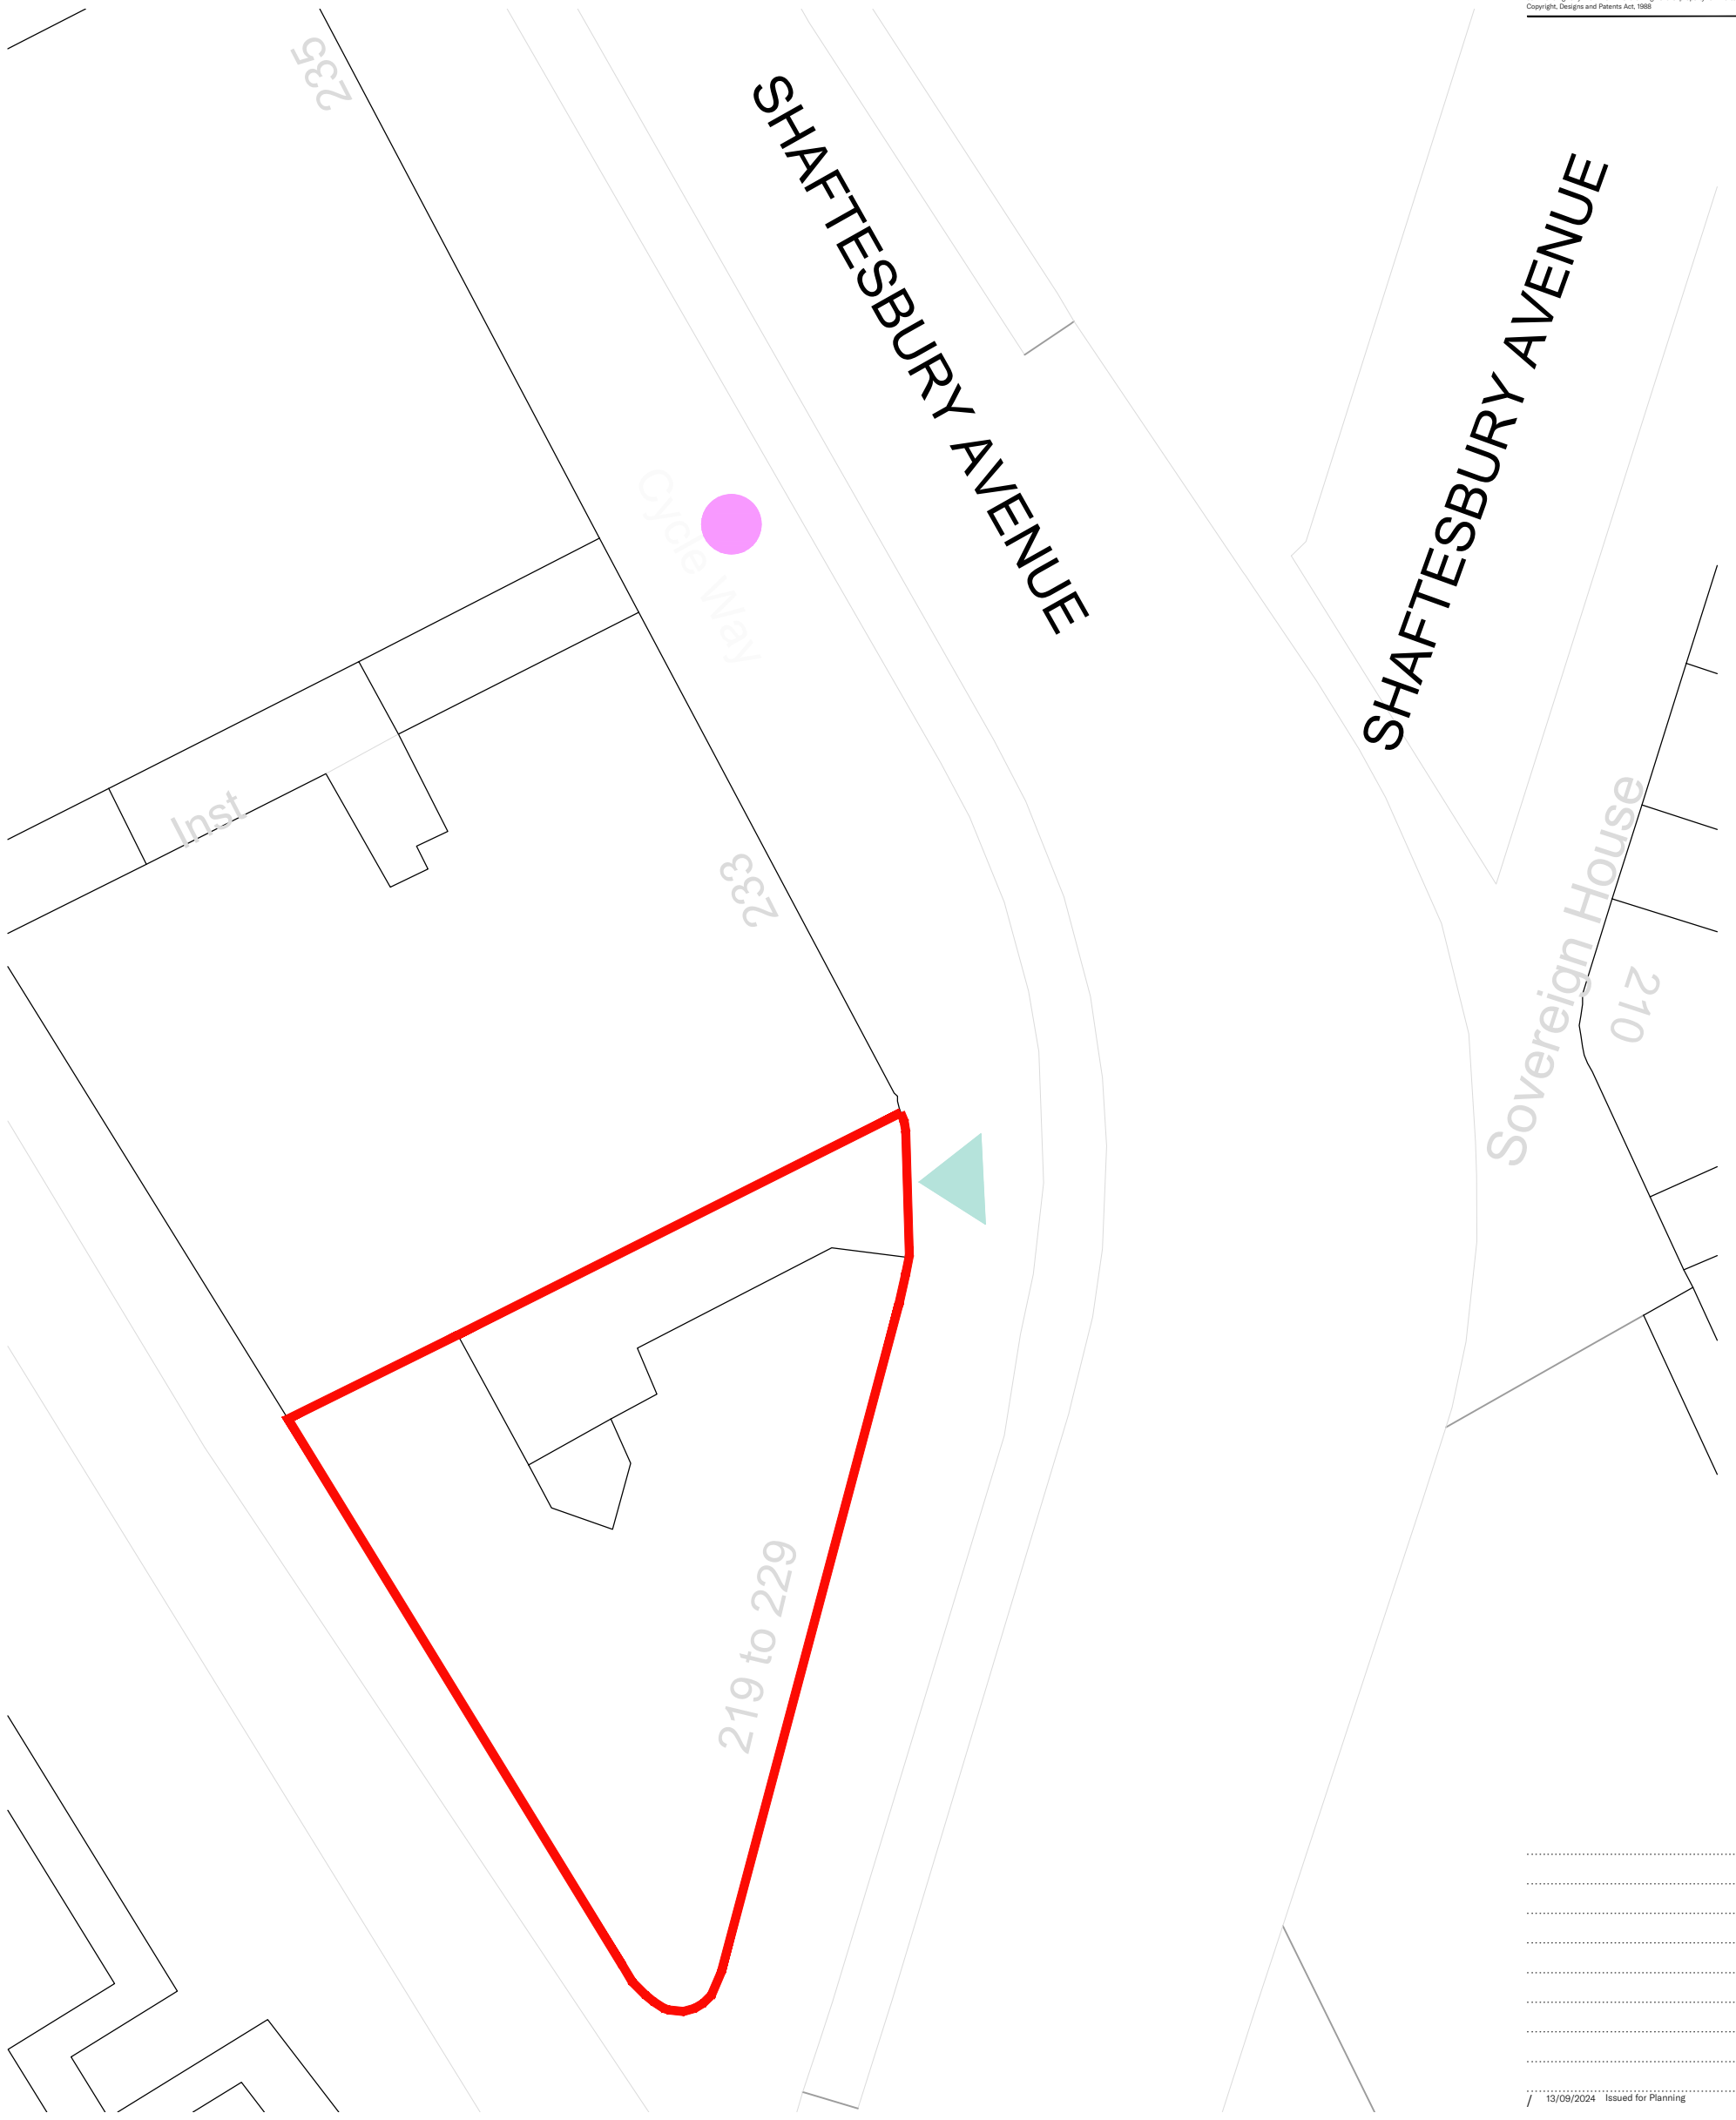 Copyright, Designs and Patents Act, 1988
235
SHAFTESBURY AVENUE
SHAFTESBURY AVENUE
Cycle Way
Inst
233
Sovereign House
210
219 to 229
/ 13/09/2024 Issued for Planning